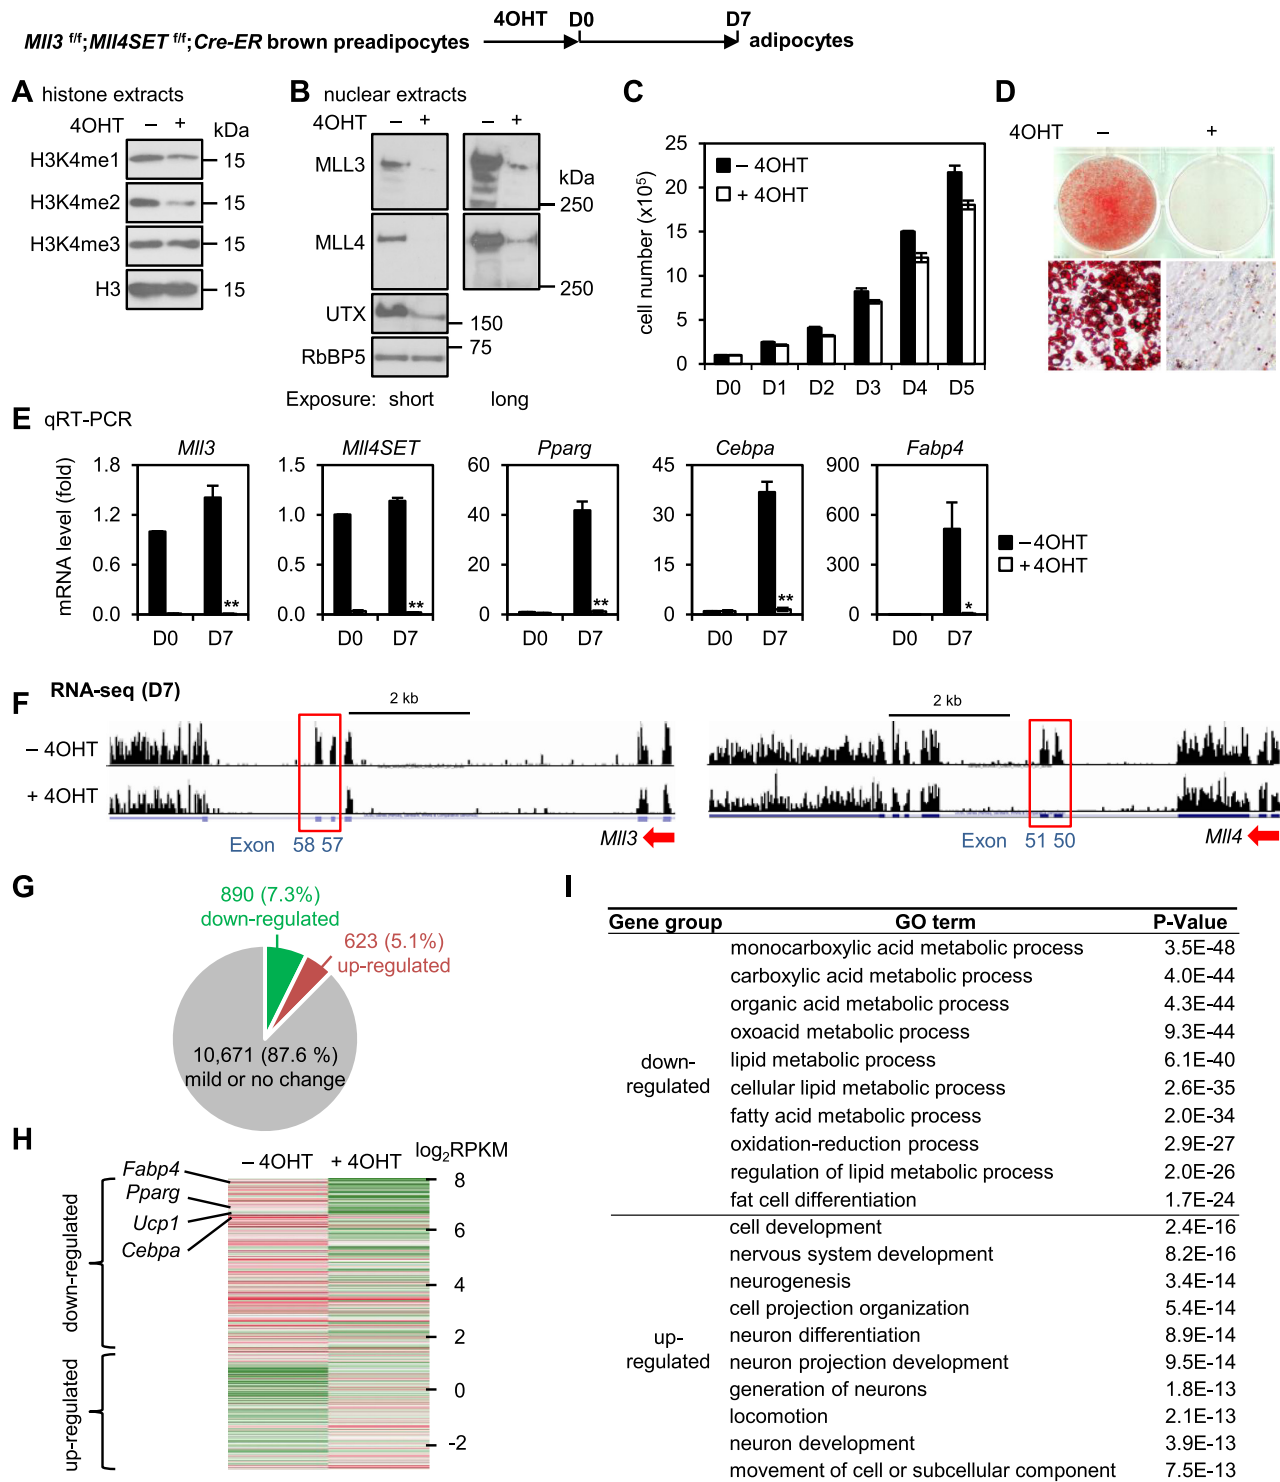 4OHT D0 D7
Mll3 f/f;Mll4SET f/f;Cre-ER brown preadipocytes adipocytes
A histone extracts
4OHT – + kDa
H3K4me1 15
H3K4me2 15
H3K4me3 15
H3 15
B nuclear extracts
4OHT – + – +
MLL3 kDa
250
MLL4
250
UTX 150
RbBP5 75
Exposure: short long
C
cell number (x10⁵)
25
20
15
10
5
0
– 4OHT
+ 4OHT
D0 D1 D2 D3 D4 D5
D
4OHT – +
E qRT-PCR
mRNA level (fold)
Mll3
1.8
1.2
0.6
0.0
**
D0 D7
Mll4SET
1.5
1.0
0.5
0.0
**
D0 D7
Pparg
60
40
20
0
**
D0 D7
Cebpa
45
30
15
0
**
D0 D7
Fabp4
900
600
300
0
*
D0 D7
– 4OHT
+ 4OHT
F RNA-seq (D7)
2 kb 2 kb
– 4OHT
+ 4OHT
Exon 58 57 Mll3
Exon 51 50 Mll4
G
890 (7.3%)
down-regulated
623 (5.1%)
up-regulated
10,671 (87.6 %)
mild or no change
H
– 4OHT + 4OHT log₂RPKM
Fabp4
Pparg
Ucp1
Cebpa
down-regulated
up-regulated
8
6
4
2
0
-2
I
Gene group GO term P-Value
down-regulated
monocarboxylic acid metabolic process 3.5E-48
carboxylic acid metabolic process 4.0E-44
organic acid metabolic process 4.3E-44
oxoacid metabolic process 9.3E-44
lipid metabolic process 6.1E-40
cellular lipid metabolic process 2.6E-35
fatty acid metabolic process 2.0E-34
oxidation-reduction process 2.9E-27
regulation of lipid metabolic process 2.0E-26
fat cell differentiation 1.7E-24
up-regulated
cell development 2.4E-16
nervous system development 8.2E-16
neurogenesis 3.4E-14
cell projection organization 5.4E-14
neuron differentiation 8.9E-14
neuron projection development 9.5E-14
generation of neurons 1.8E-13
locomotion 2.1E-13
neuron development 3.9E-13
movement of cell or subcellular component 7.5E-13